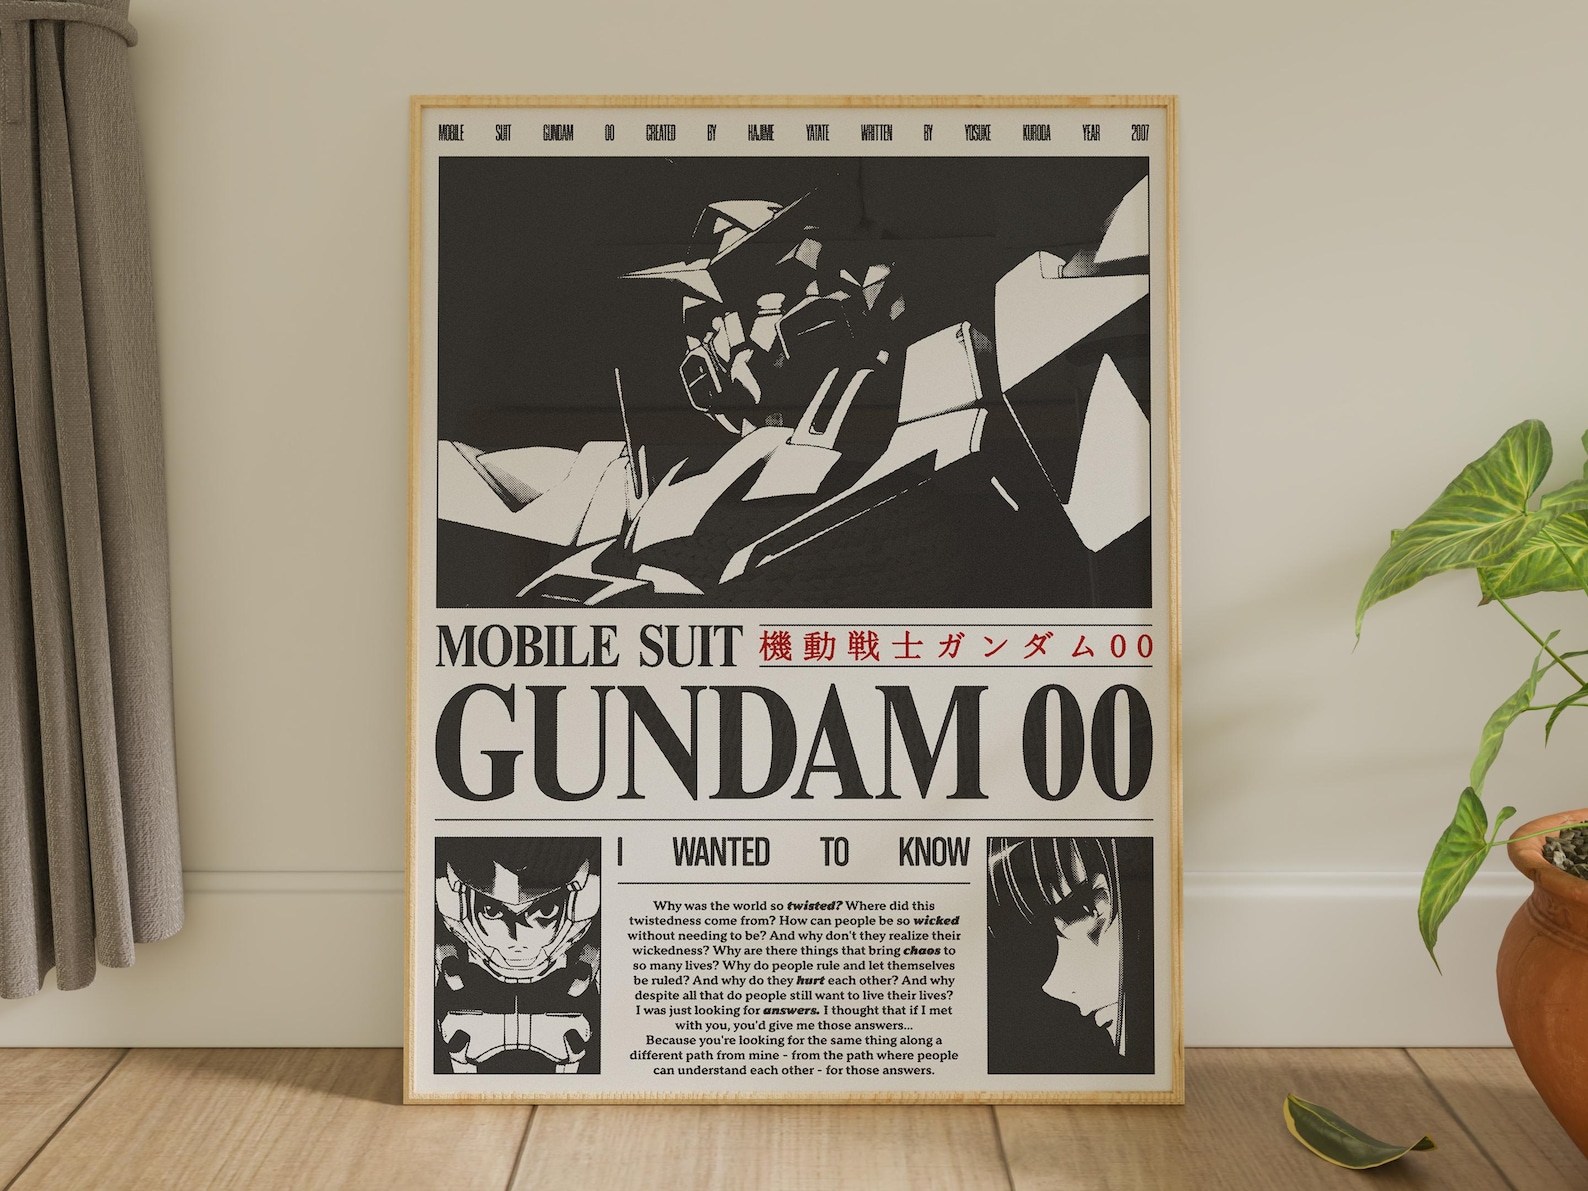 MOBILE SUIT GUNDAM 00 CREATED BY HAJIME YATATE WRITTEN BY YOSUKE KURODA YEAR 2007
MOBILE SUIT 機動戦士ガンダム00
GUNDAM 00
I WANTED TO KNOW
Why was the world so twisted? Where did this
twistedness come from? How can people be so wicked
without needing to be? And why don't they realize their
wickedness? Why are there things that bring chaos to
so many lives? Why do people rule and let themselves
be ruled? And why do they hurt each other? And why
despite all that do people still want to live their lives?
I was just looking for answers. I thought that if I met
with you, you'd give me those answers...
Because you're looking for the same thing along a
different path from mine - from the path where people
can understand each other - for those answers.